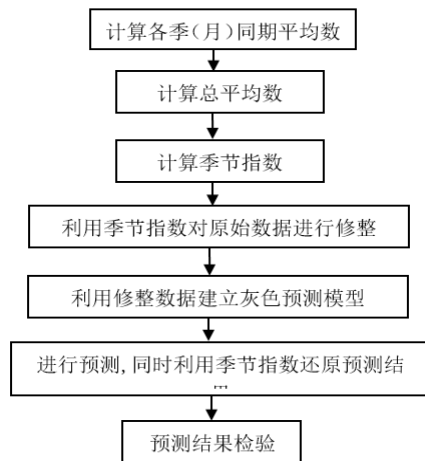 计算各季(月)同期平均数
计算总平均数
计算季节指数
利用季节指数对原始数据进行修整
利用修整数据建立灰色预测模型
进行预测,同时利用季节指数还原预测结
预测结果检验